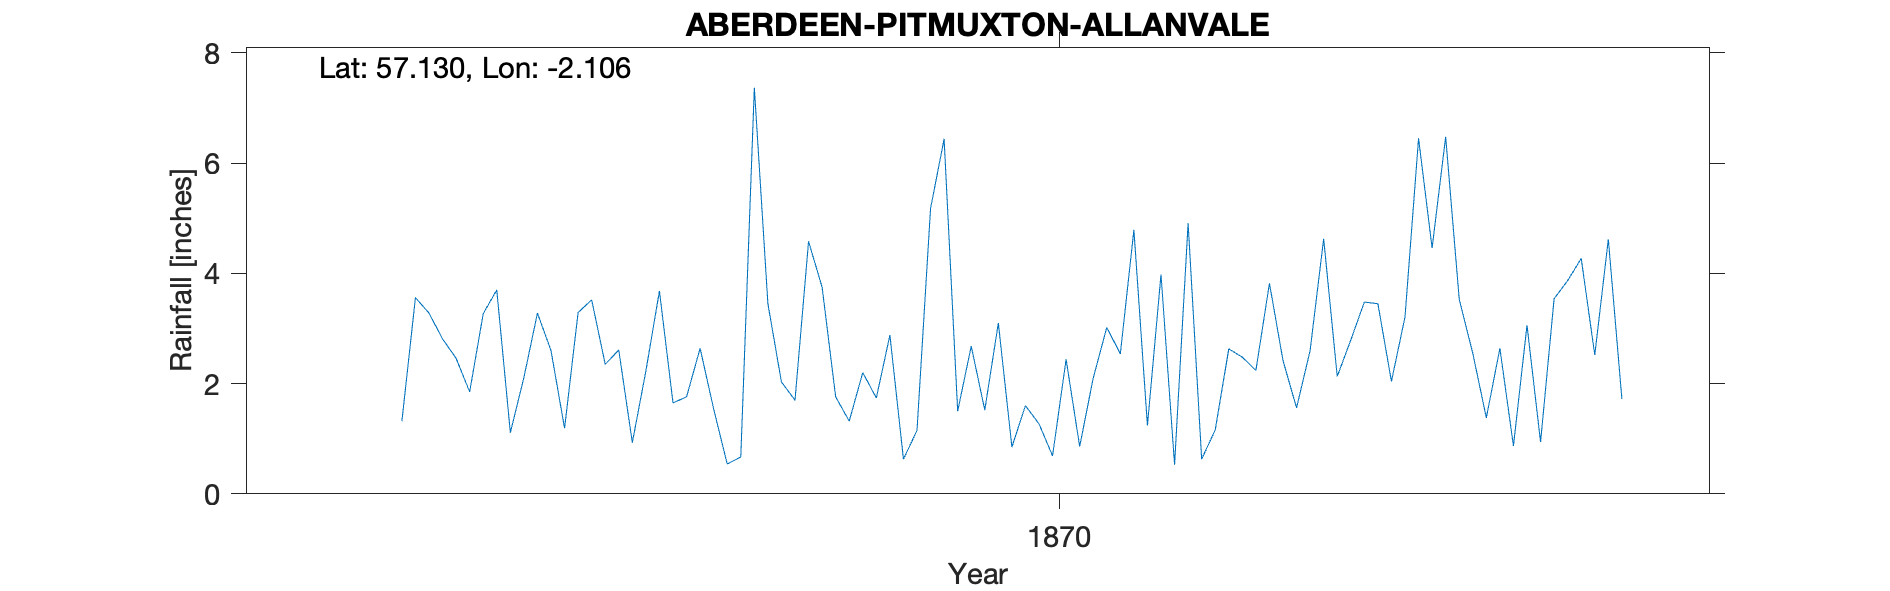 ABERDEEN-PITMUXTON-ALLANVALE
Lat: 57.130, Lon: -2.106
8
6
4
2
0
Rainfall [inches]
1870
Year